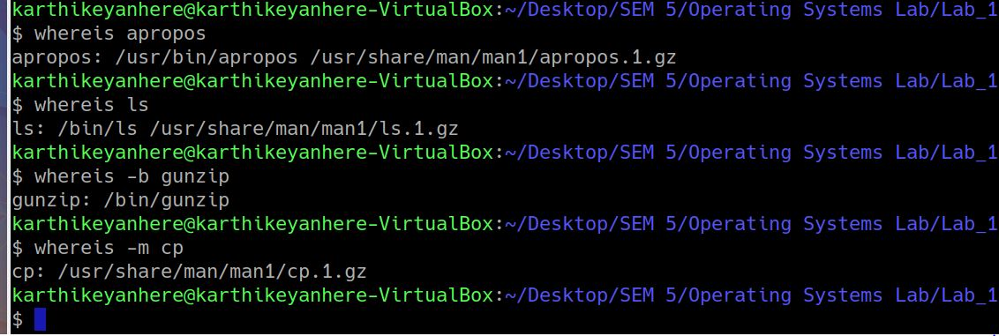 karthikeyanhere@karthikeyanhere-VirtualBox:~/Desktop/SEM 5/Operating Systems Lab/Lab_1
$ whereis apropos
apropos: /usr/bin/apropos /usr/share/man/man1/apropos.1.gz
karthikeyanhere@karthikeyanhere-VirtualBox:~/Desktop/SEM 5/Operating Systems Lab/Lab_1
$ whereis ls
ls: /bin/ls /usr/share/man/man1/ls.1.gz
karthikeyanhere@karthikeyanhere-VirtualBox:~/Desktop/SEM 5/Operating Systems Lab/Lab_1
$ whereis -b gunzip
gunzip: /bin/gunzip
karthikeyanhere@karthikeyanhere-VirtualBox:~/Desktop/SEM 5/Operating Systems Lab/Lab_1
$ whereis -m cp
cp: /usr/share/man/man1/cp.1.gz
karthikeyanhere@karthikeyanhere-VirtualBox:~/Desktop/SEM 5/Operating Systems Lab/Lab_1
$